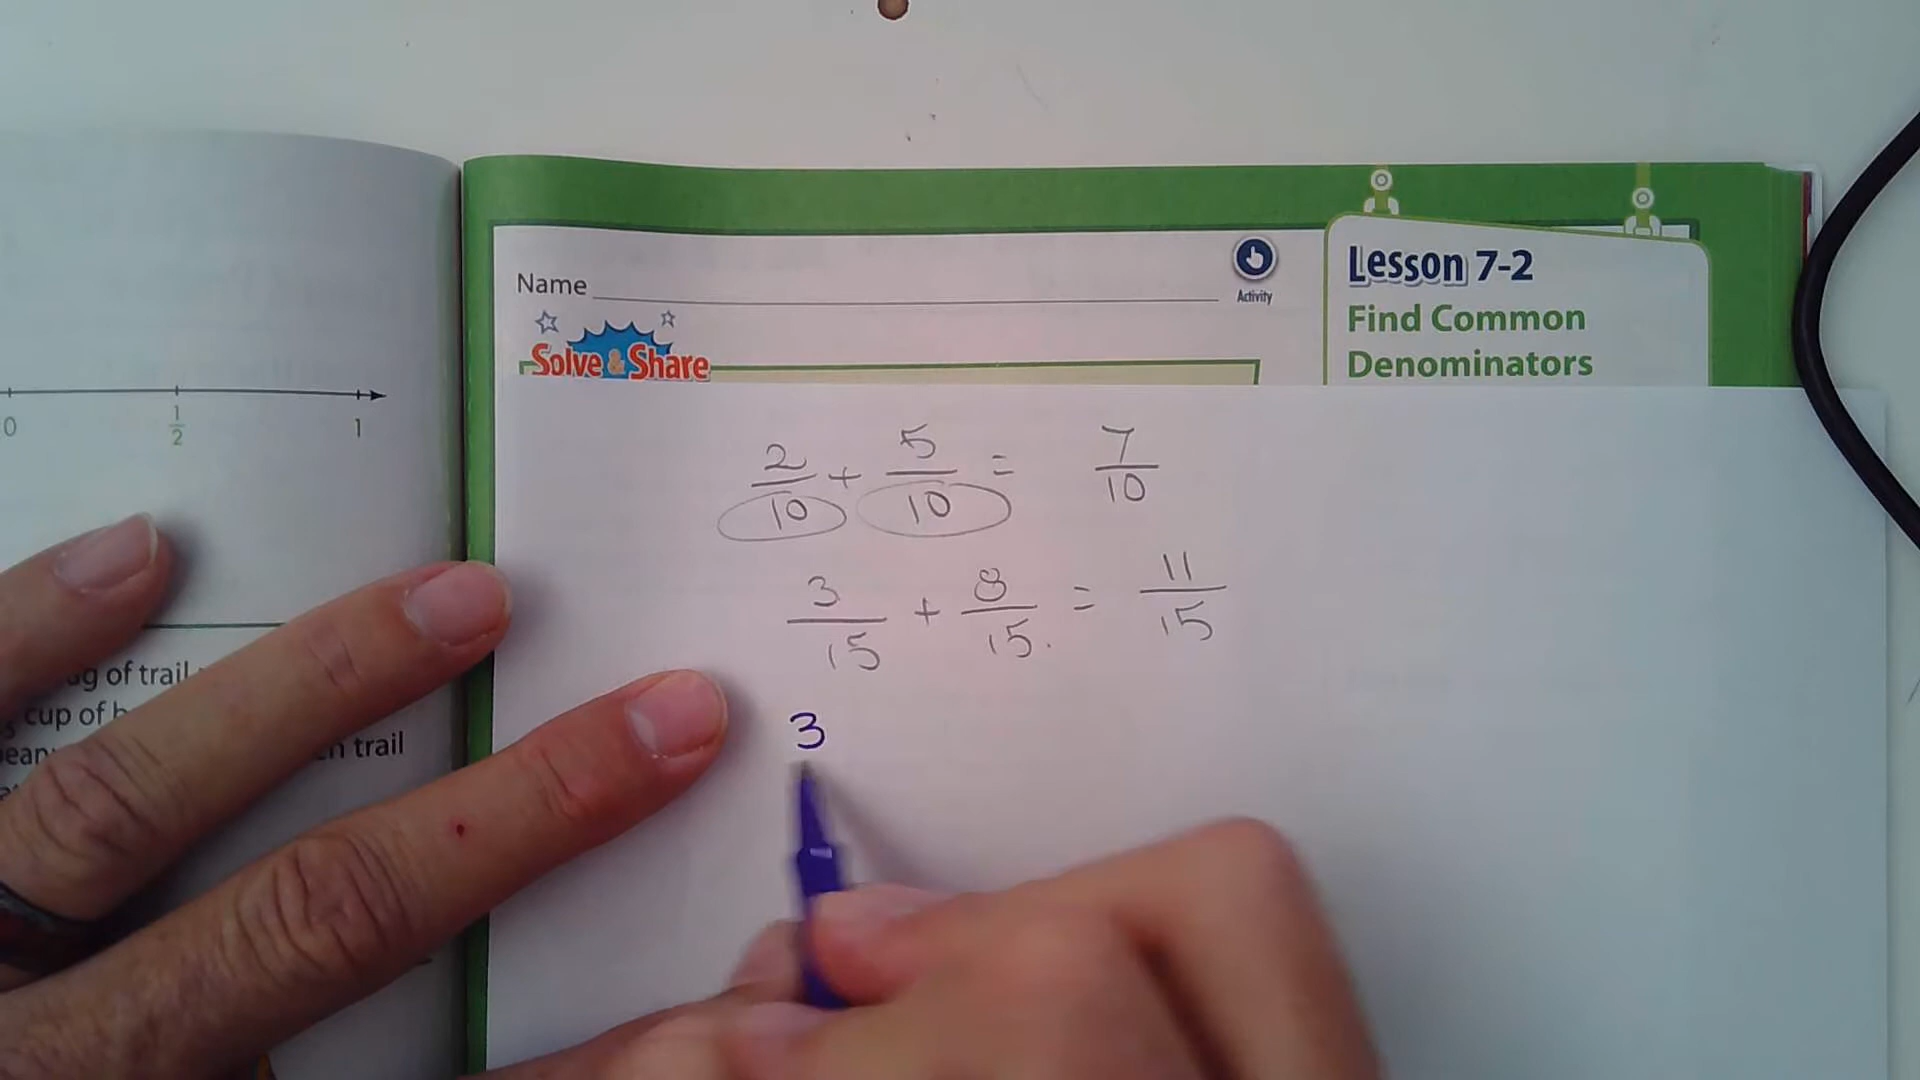 Name
Activity
Lesson 7-2
Find Common
Denominators
Solve & Share
0 1/2 1
2/10 + 5/10 = 7/10
3/15 + 8/15. = 11/15
3
of trail
cup of
trail